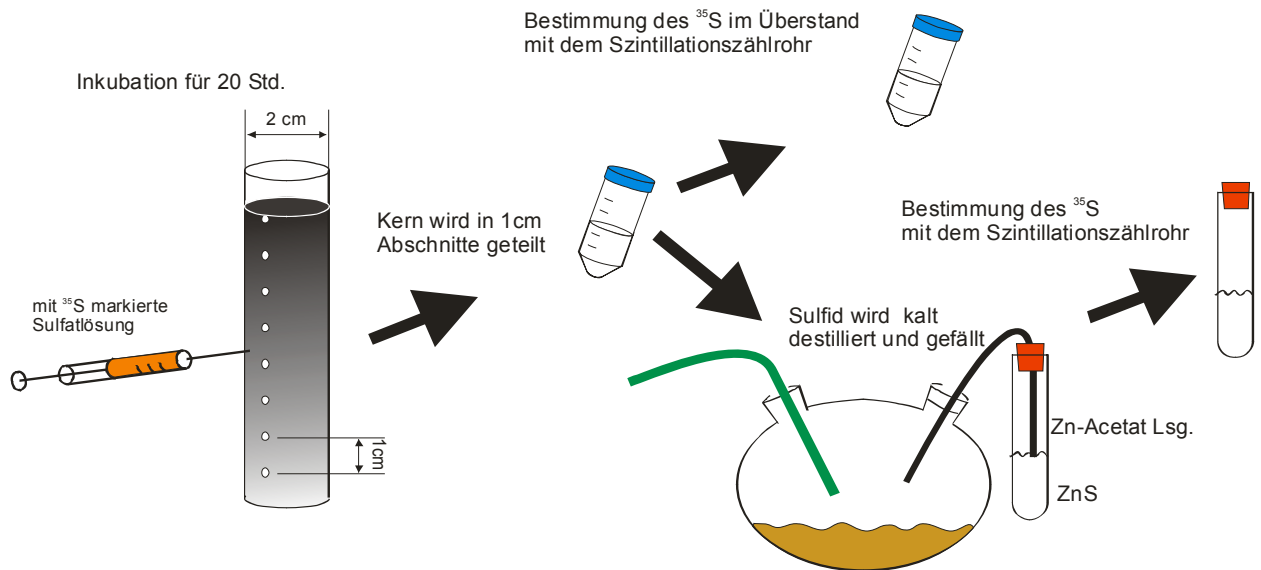 Inkubation für 20 Std.
2 cm
mit ³⁵S markierte
Sulfatlösung
1cm
Kern wird in 1cm
Abschnitte geteilt
Bestimmung des ³⁵S im Überstand
mit dem Szintillationszählrohr
Sulfid wird kalt
destilliert und gefällt
Zn-Acetat Lsg.
ZnS
Bestimmung des ³⁵S
mit dem Szintillationszählrohr